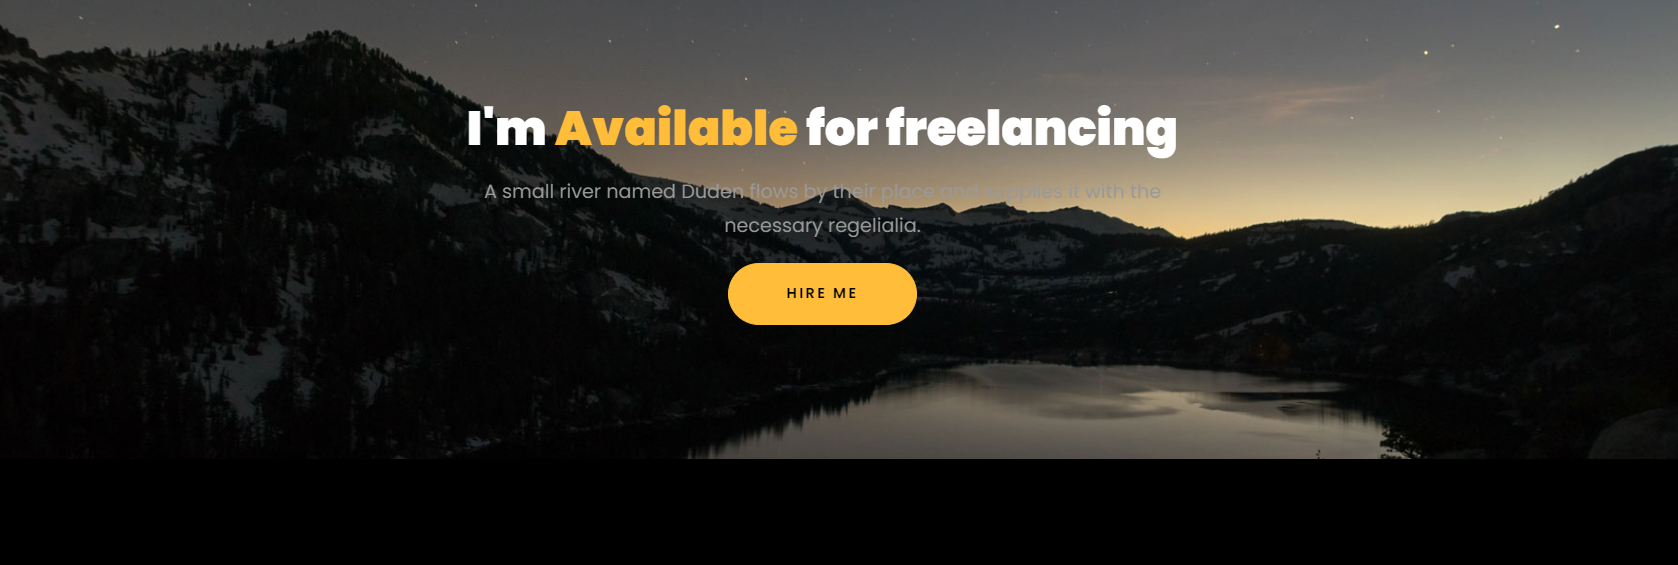 I'm Available for freelancing
A small river named Duden flows by their place and supplies it with the
necessary regelialia.
HIRE ME